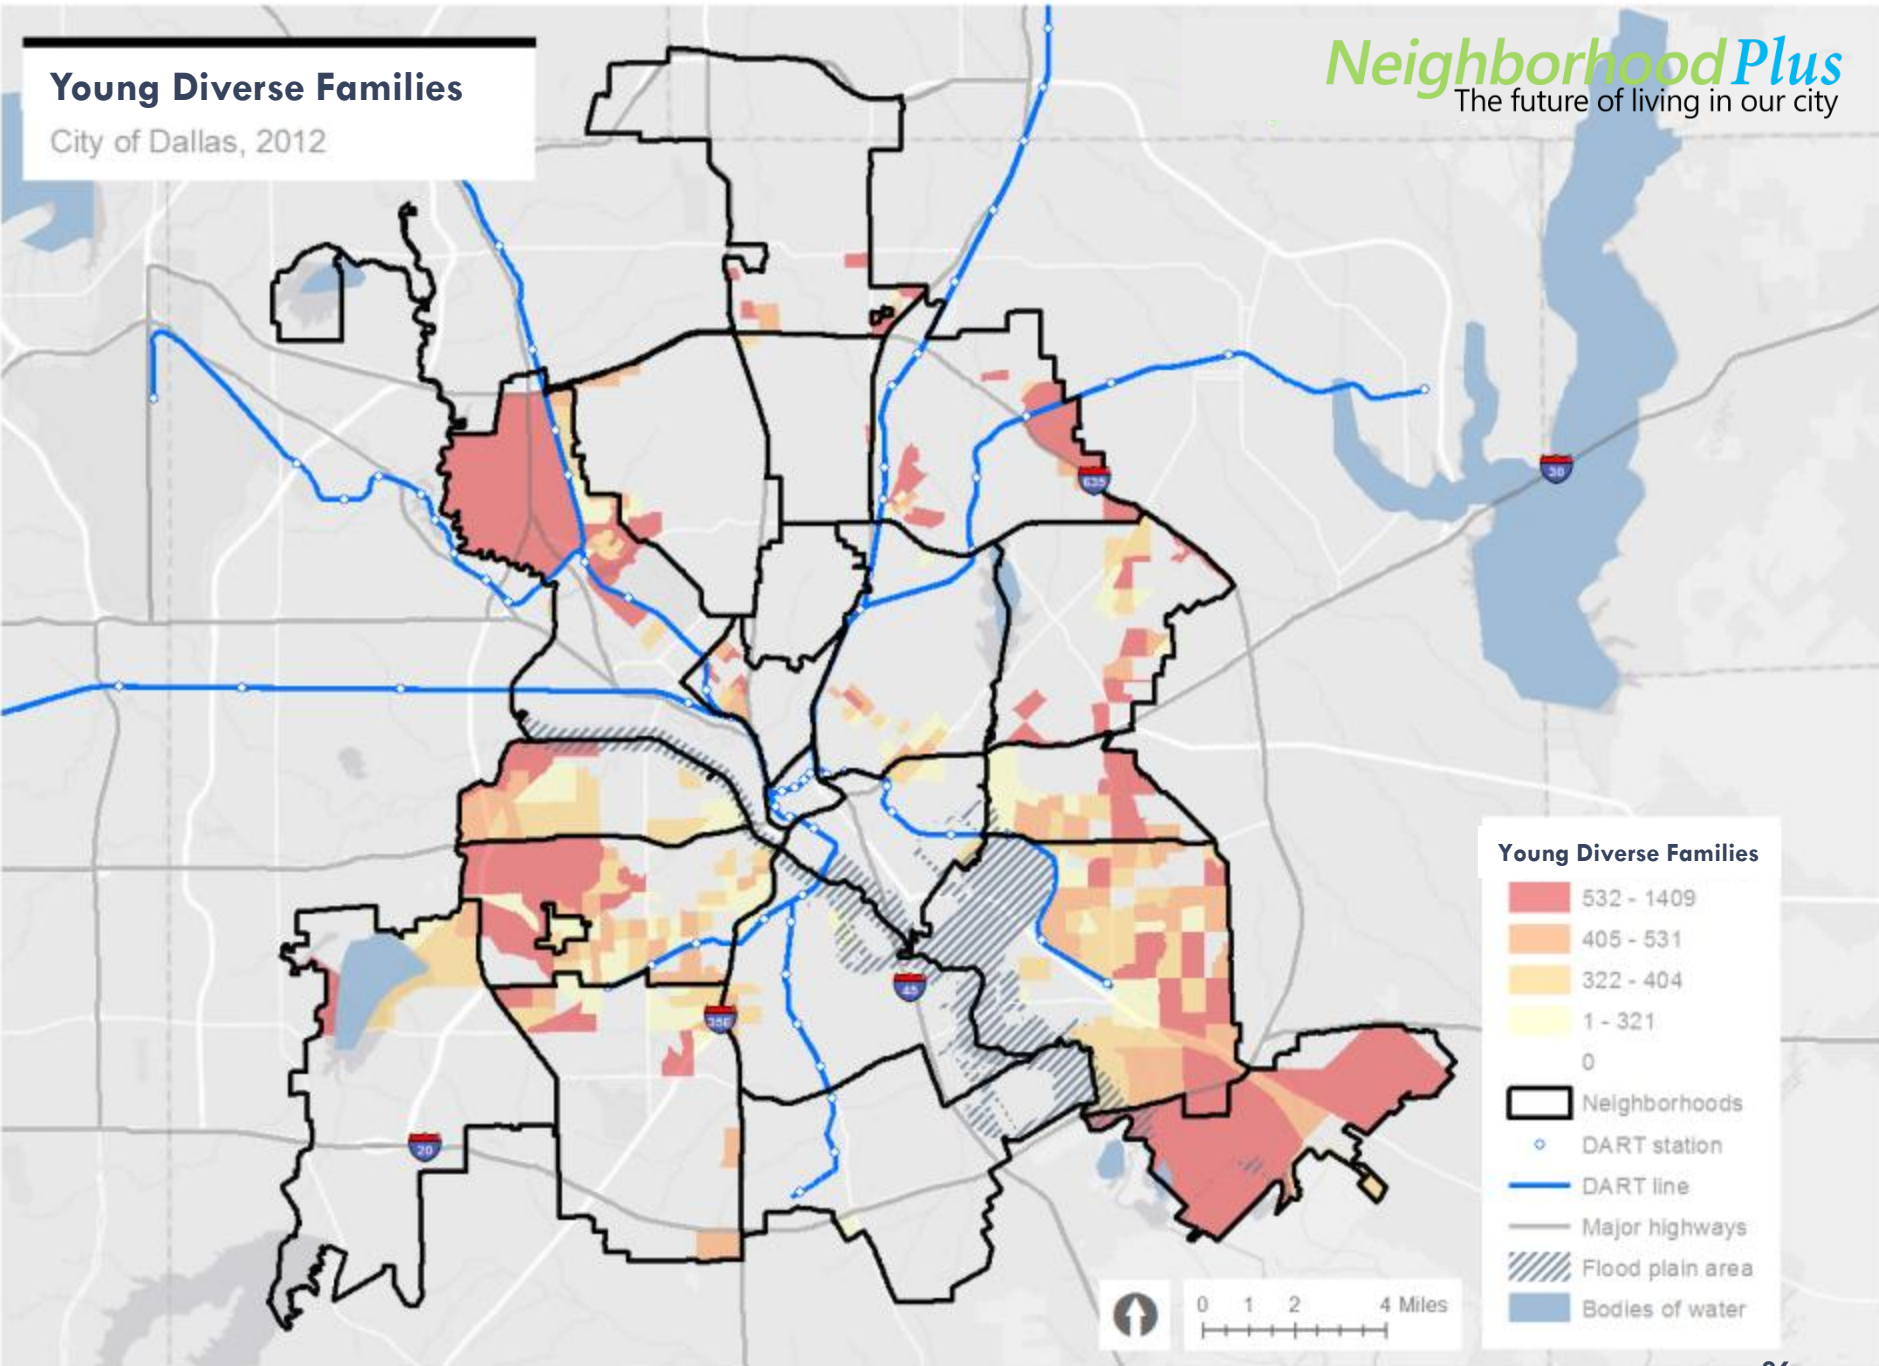 Young Diverse Families
City of Dallas, 2012
Neighborhood Plus
The future of living in our city
635
30
45
35E
20
Young Diverse Families
532 - 1409
405 - 531
322 - 404
1 - 321
0
Neighborhoods
DART station
DART line
Major highways
Flood plain area
Bodies of water
0 1 2 4 Miles